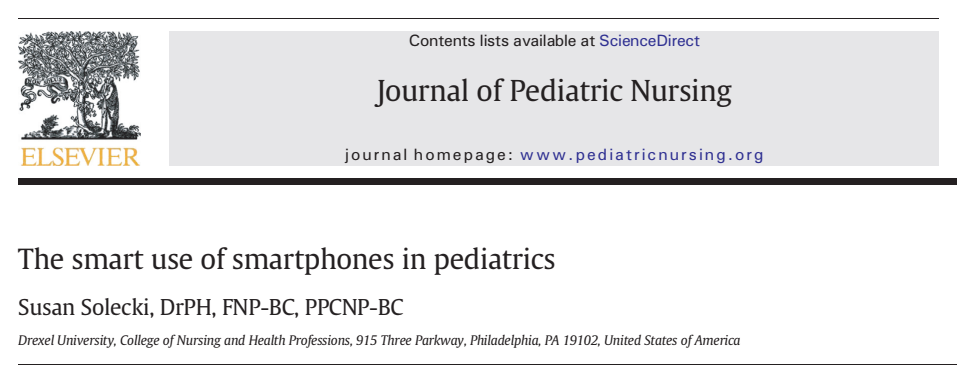 Contents lists available at ScienceDirect
Journal of Pediatric Nursing
ELSEVIER
journal homepage: www.pediatricnursing.org
The smart use of smartphones in pediatrics
Susan Solecki, DrPH, FNP-BC, PPCNP-BC
Drexel University, College of Nursing and Health Professions, 915 Three Parkway, Philadelphia, PA 19102, United States of America